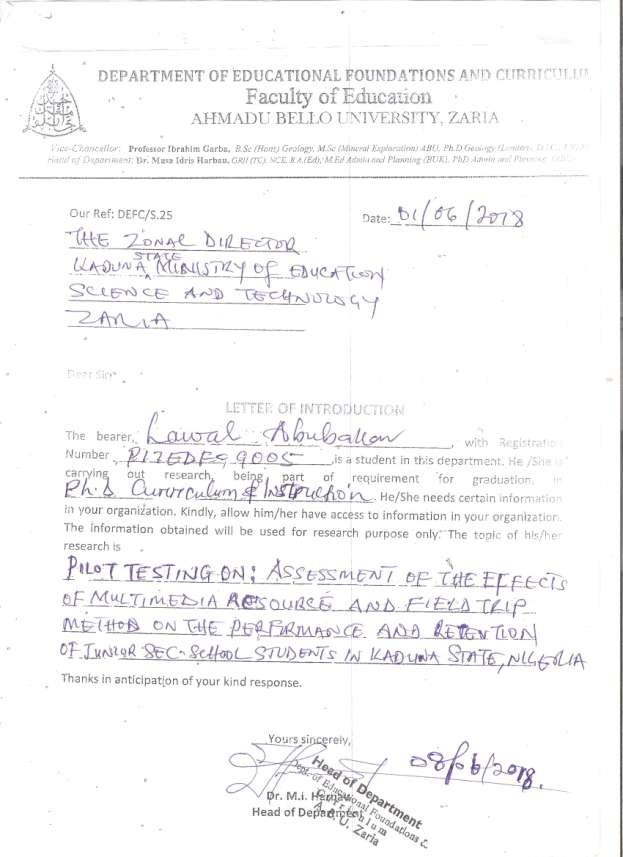 DEPARTMENT OF EDUCATIONAL FOUNDATIONS AND CURRICULUM
Faculty of Education
AHMADU BELLO UNIVERSITY, ZARIA
Vice-Chancellor: Professor Ibrahim Garba, B.Sc (Hons) Geology, M.Sc (Mineral Exploration) ABU, Ph.D Geology (London), D.I.C.
Head of Department: Dr. Musa Idris Harbau, GRII (TC), NCE, B.A.(Ed), M.Ed Admin and Planning (BUK), PhD Admin and Planning
Our Ref: DEFC/S.25
Date: 01/06/2018
THE ZONAL DIRECTOR
KADUNA STATE MINISTRY OF EDUCATION
SCIENCE AND TECHNOLOGY
ZARIA
Dear Sir
LETTER OF INTRODUCTION
The bearer, Lawal Abubakar, with Registration
Number, P17EDFC9005, is a student in this department. He /She is
carrying out research, being part of requirement for graduation, in
Ph.D Curriculum & Instruction. He/She needs certain information
in your organization. Kindly, allow him/her have access to information in your organization.
The information obtained will be used for research purpose only. The topic of his/her
research is
PILOT TESTING ON: ASSESSMENT OF THE EFFECTS
OF MULTIMEDIA RESOURCE AND FIELD TRIP
METHOD ON THE PERFORMANCE AND RETENTION
OF JUNIOR SEC. SCHOOL STUDENTS IN KADUNA STATE, NIGERIA
Thanks in anticipation of your kind response.
Yours sincerely,
08/06/2018.
Dr. M.I. Harbau
Head of Department
Head of Department
Dept. of Educational Foundations &
Curriculum
A. B. U. Zaria